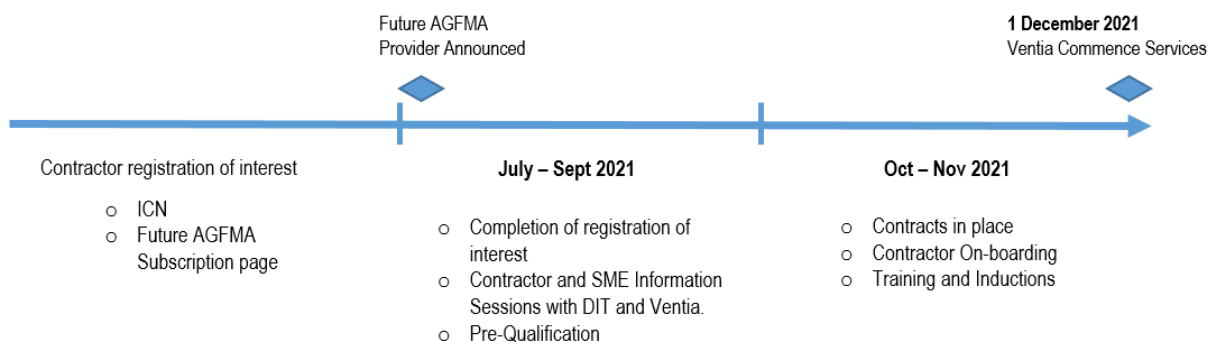 Future AGFMA
Provider Announced
1 December 2021
Ventia Commence Services
Contractor registration of interest
o ICN
o Future AGFMA
Subscription page
July – Sept 2021
o Completion of registration of
interest
o Contractor and SME Information
Sessions with DIT and Ventia.
o Pre-Qualification
Oct – Nov 2021
o Contracts in place
o Contractor On-boarding
o Training and Inductions